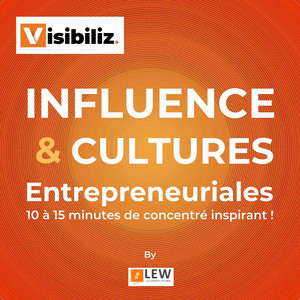 Visibiliz.
INFLUENCE
& CULTURES
Entrepreneuriales
10 à 15 minutes de concentré inspirant !
By
LEW